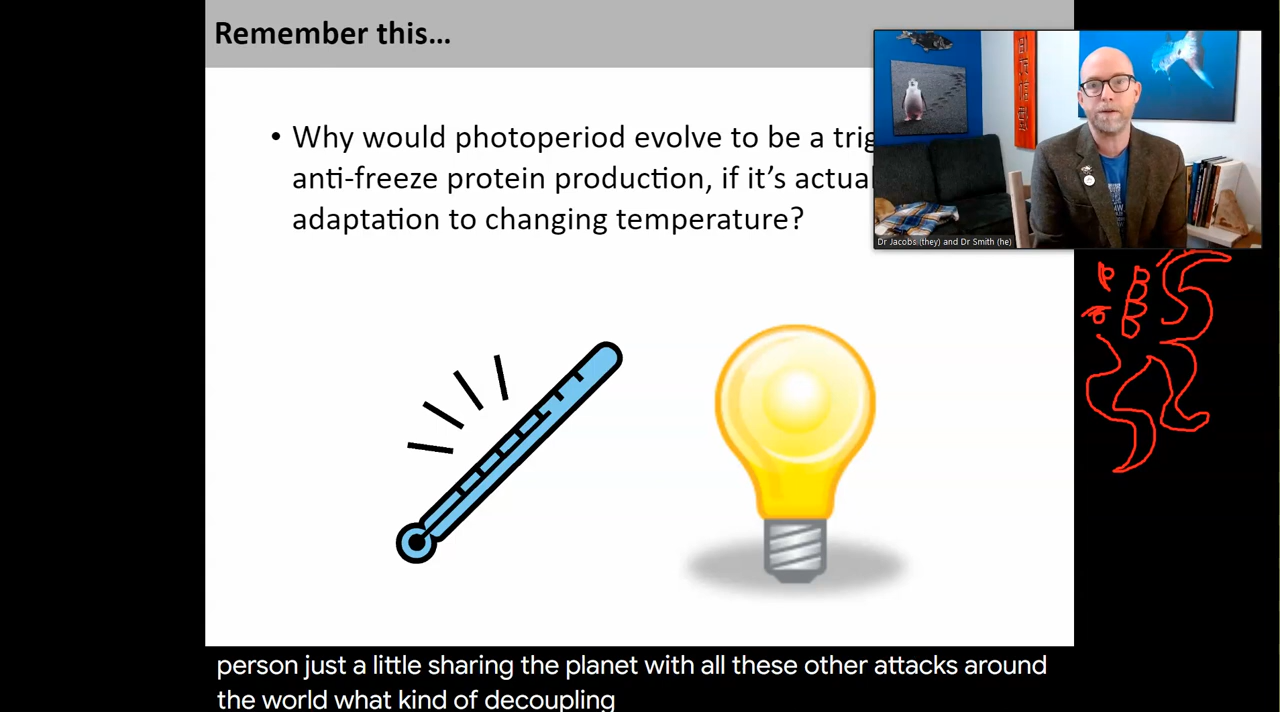 Remember this…
• Why would photoperiod evolve to be a trig
anti-freeze protein production, if it's actual
adaptation to changing temperature?
Dr Jacobs (they) and Dr Smith (he)
person just a little sharing the planet with all these other attacks around
the world what kind of decoupling